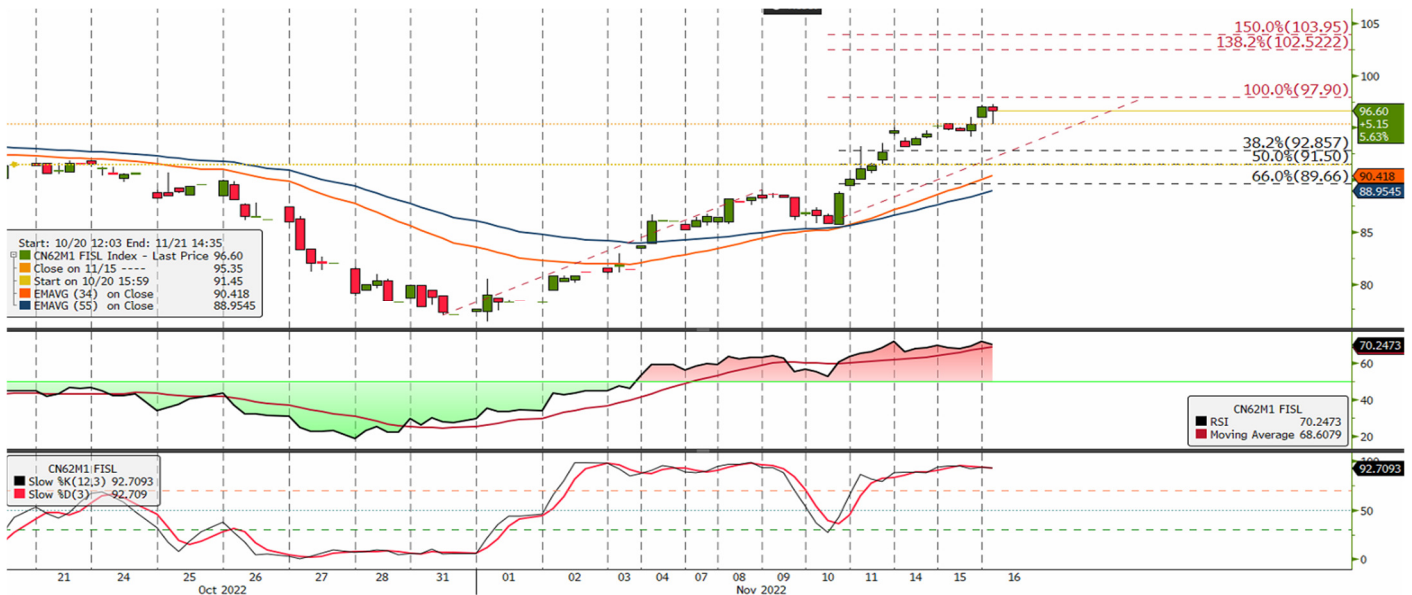 105
150.0%(103.95)
138.2%(102.5222)
100
100.0%(97.90)
96.60
+5.15
5.63%
38.2%(92.857)
50.0%(91.50)
66.0%(89.66)
90.418
88.9545
85
80
Start: 10/20 12:03 End: 11/21 14:35
CN62M1 FISL Index - Last Price 96.60
Close on 11/15 ---- 95.35
Start on 10/20 15:59 91.45
EMAVG (34) on Close 90.418
EMAVG (55) on Close 88.9545
70.2473
60
40
20
CN62M1 FISL
RSI 70.2473
Moving Average 68.6079
CN62M1 FISL
Slow %K(12,3) 92.7093
Slow %D(3) 92.709
100
92.7093
50
0
21 24 25 26 27 28 31 01 02 03 04 07 08 09 10 11 14 15 16
Oct 2022 Nov 2022